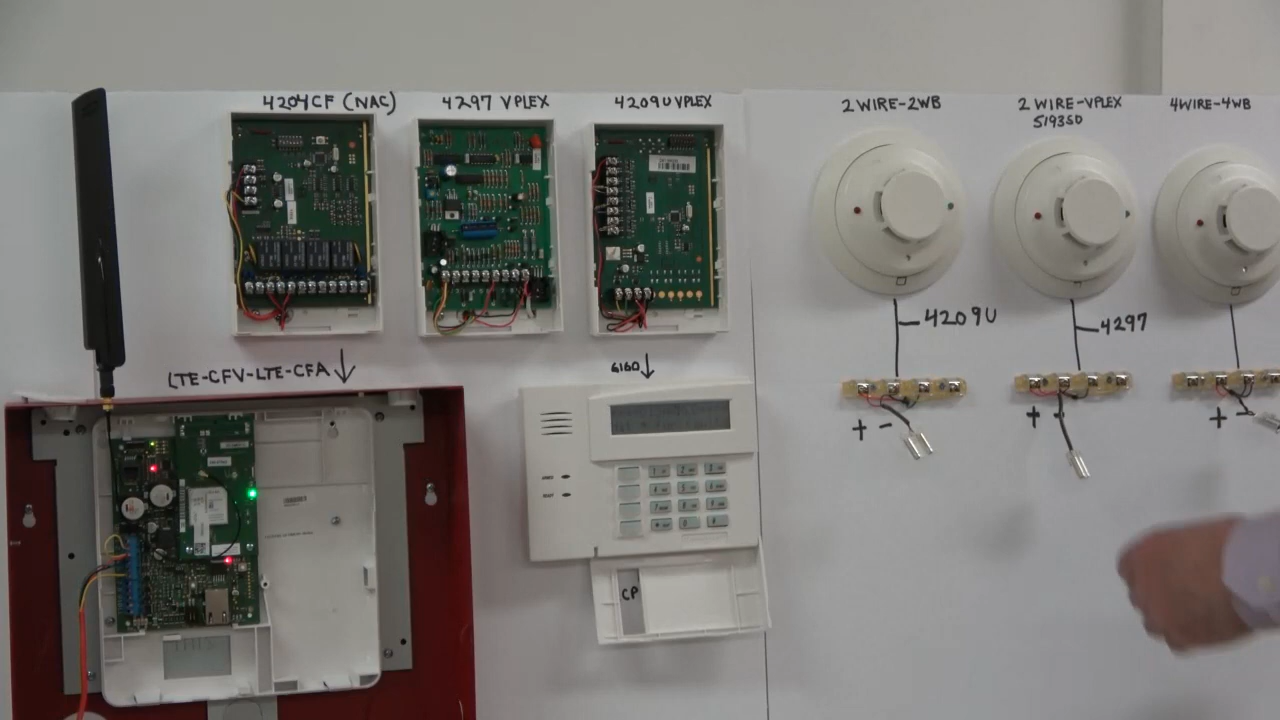 4204CF (NAC)
4297 VPLEX
4209U VPLEX
2 WIRE-2WB
2 WIRE-VPLEX
5193SD
4WIRE-4WB
4209U
4297
LTE-CFV-LTE-CFA
6160
+ -
+ -
+ -
CP